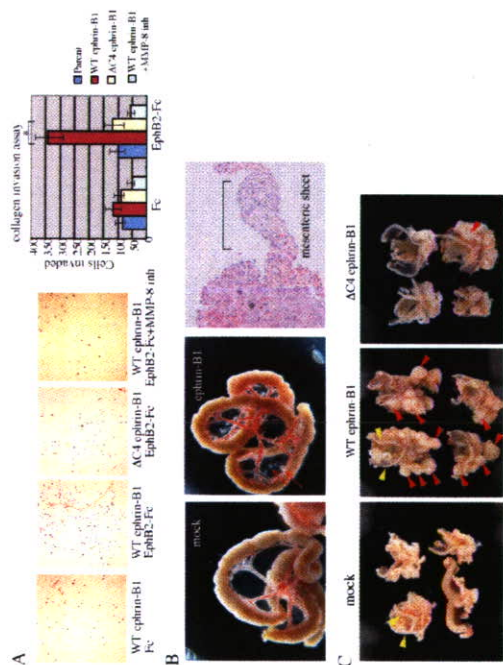 A
WT ephrin-B1
Fc
WT ephrin-B1
EphB2-Fc
ΔC4 ephrin-B1
EphB2-Fc
WT ephrin-B1
EphB2-Fc+MMP-8 inh
collagen invasion assay
Cells invaded
400
350
300
250
200
150
100
50
0
Fc
EphB2-Fc
*
Parent
WT ephrin-B1
ΔC4 ephrin-B1
WT ephrin-B1
+MMP-8 inh
B
mock
ephrin-B1
mesenteric sheet
C
mock
WT ephrin-B1
ΔC4 ephrin-B1